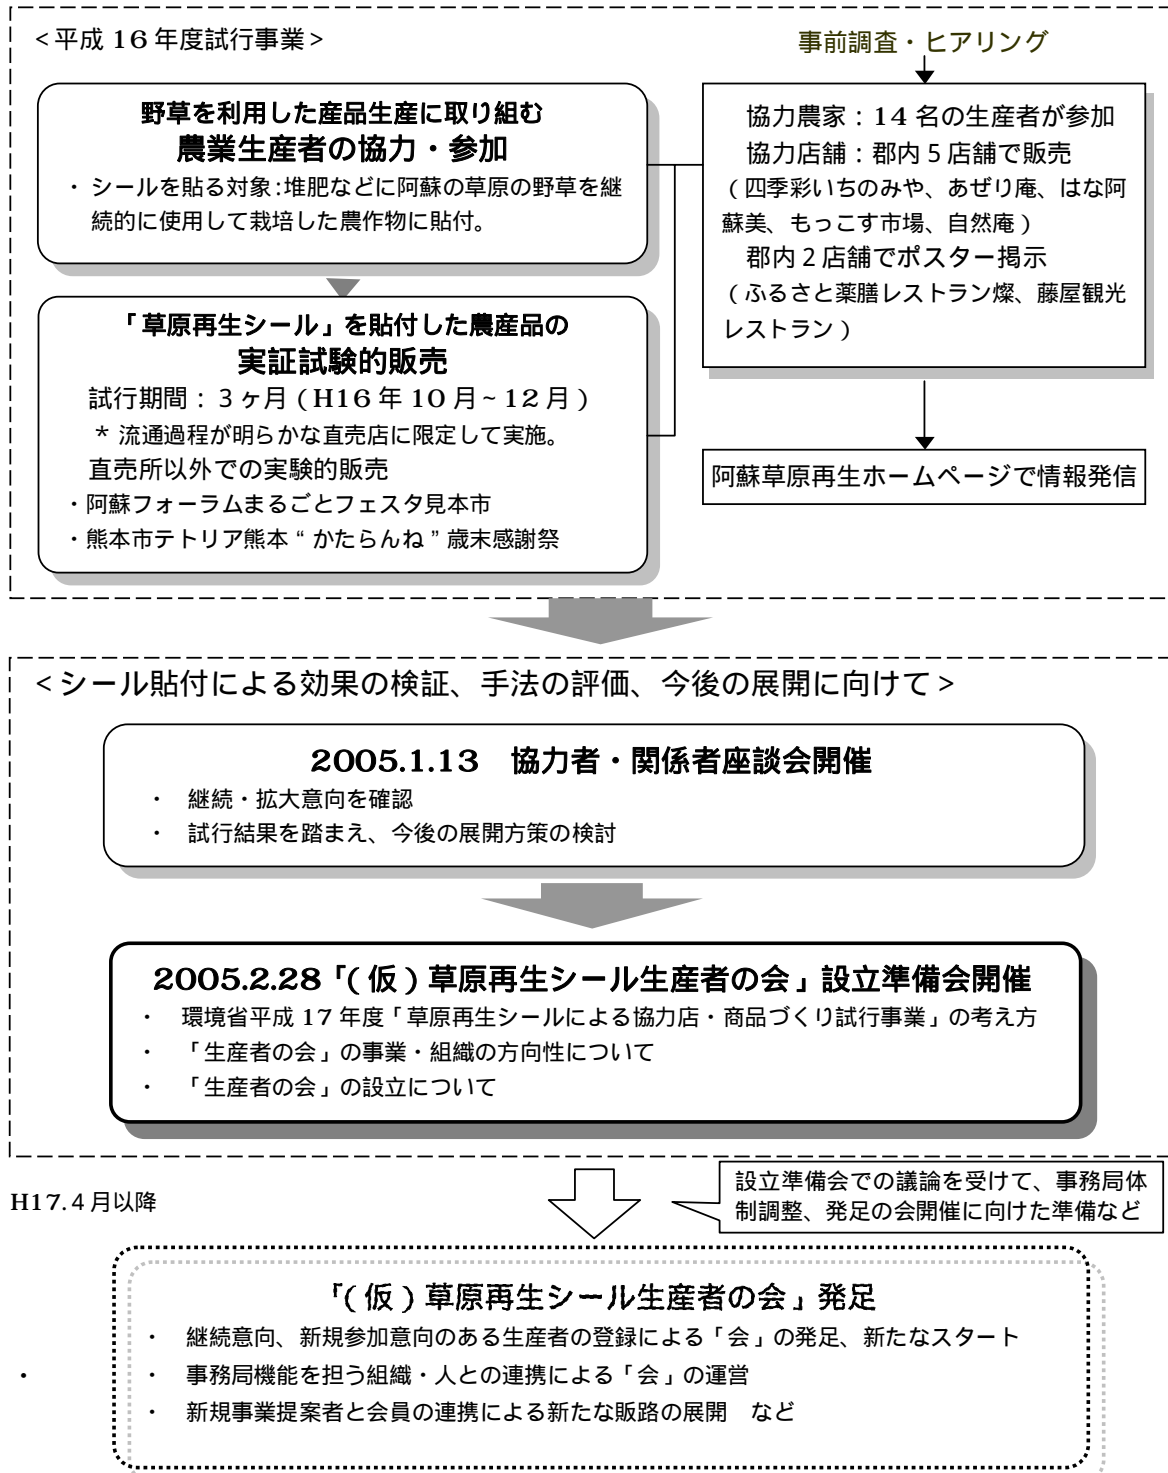 <平成16年度試行事業>
事前調査・ヒアリング
野草を利用した産品生産に取り組む
農業生産者の協力・参加
・ シールを貼る対象:堆肥などに阿蘇の草原の野草を継
続的に使用して栽培した農作物に貼付。
協力農家：14名の生産者が参加
協力店舗：郡内5店舗で販売
（四季彩いちのみや、あぜり庵、はな阿
蘇美、もっこす市場、自然庵）
郡内2店舗でポスター掲示
（ふるさと薬膳レストラン燦、藤屋観光
レストラン）
「草原再生シール」を貼付した農産品の
実証試験的販売
試行期間：3ヶ月（H16年10月~12月）
* 流通過程が明らかな直売店に限定して実施。
直売所以外での実験的販売
・阿蘇フォーラムまるごとフェスタ見本市
・熊本市テトリア熊本“かたらんね”歳末感謝祭
阿蘇草原再生ホームページで情報発信
<シール貼付による効果の検証、手法の評価、今後の展開に向けて>
2005.1.13 協力者・関係者座談会開催
・ 継続・拡大意向を確認
・ 試行結果を踏まえ、今後の展開方策の検討
2005.2.28「（仮）草原再生シール生産者の会」設立準備会開催
・ 環境省平成17年度「草原再生シールによる協力店・商品づくり試行事業」の考え方
・ 「生産者の会」の事業・組織の方向性について
・ 「生産者の会」の設立について
設立準備会での議論を受けて、事務局体
制調整、発足の会開催に向けた準備など
H17.4月以降
「（仮）草原再生シール生産者の会」発足
・ 継続意向、新規参加意向のある生産者の登録による「会」の発足、新たなスタート
・ 事務局機能を担う組織・人との連携による「会」の運営
・ 新規事業提案者と会員の連携による新たな販路の展開 など